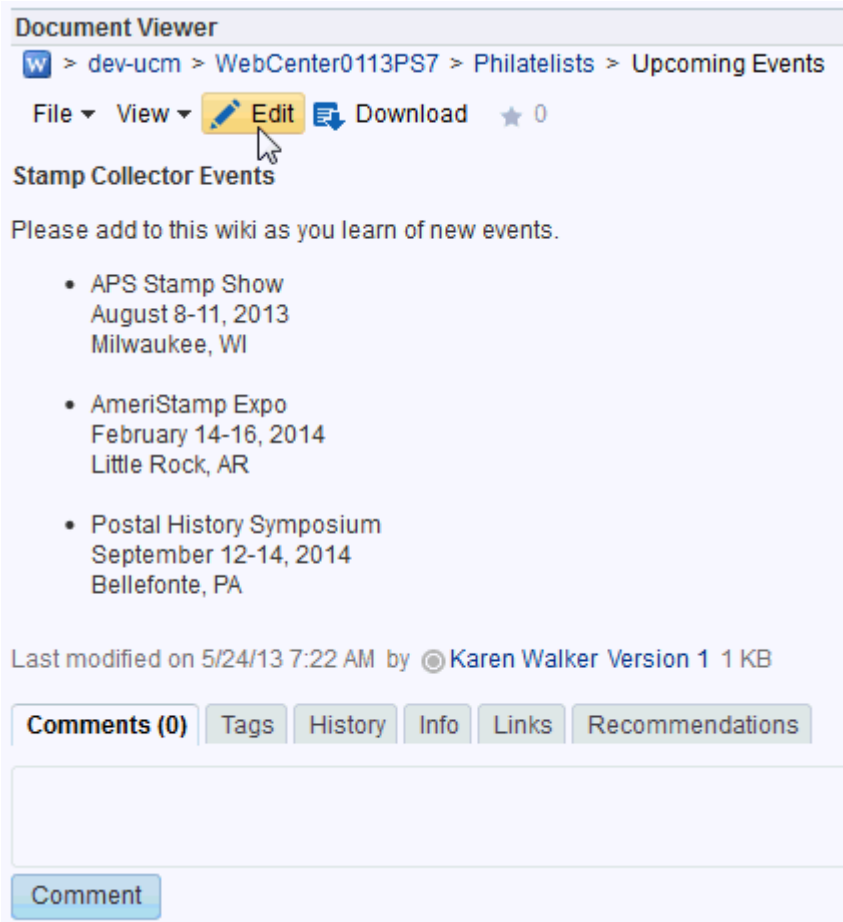 Document Viewer
W > dev-ucm > WebCenter0113PS7 > Philatelists > Upcoming Events
File View Edit Download 0
Stamp Collector Events
Please add to this wiki as you learn of new events.
• APS Stamp Show
August 8-11, 2013
Milwaukee, WI
• AmeriStamp Expo
February 14-16, 2014
Little Rock, AR
• Postal History Symposium
September 12-14, 2014
Bellefonte, PA
Last modified on 5/24/13 7:22 AM by Karen Walker Version 1 1 KB
Comments (0) Tags History Info Links Recommendations
Comment